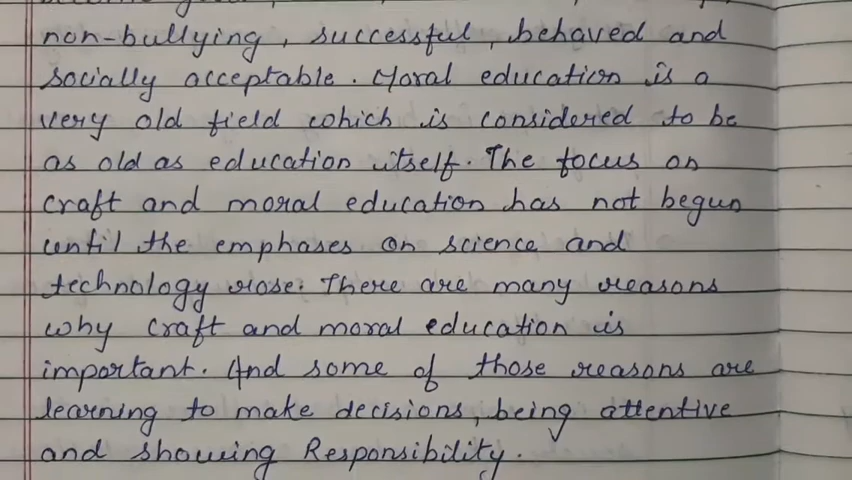 non-bullying, successful, behaved and
socially acceptable. Moral education is a
very old field which is considered to be
as old as education itself. The focus on
craft and moral education has not begun
until the emphases on science and
technology rose. There are many reasons
why craft and moral education is
important. And some of those reasons are
learning to make decisions, being attentive
and showing Responsibility.